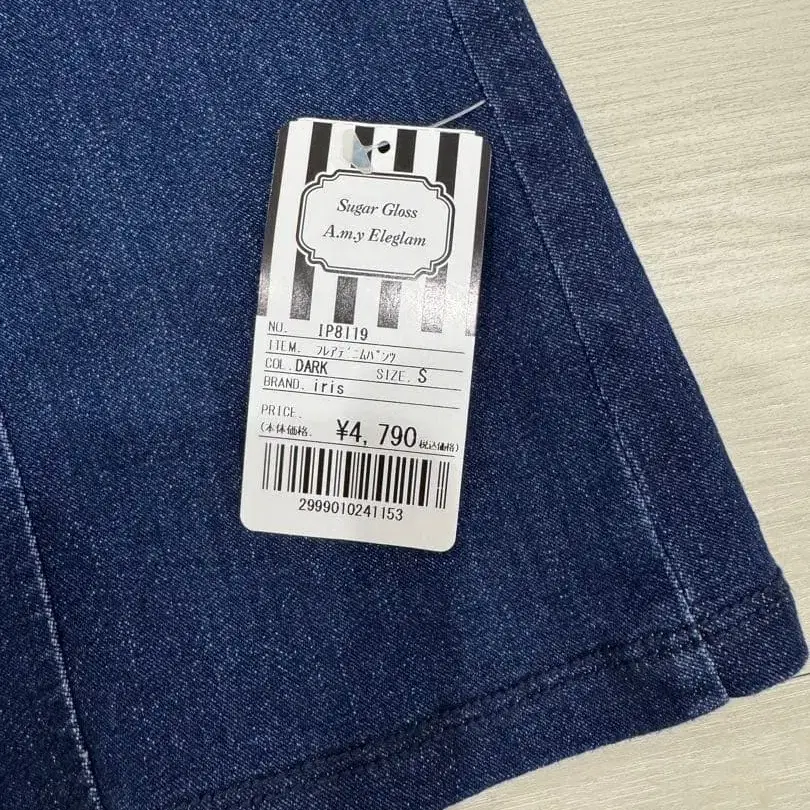 Sugar Gloss
A.m.y Eleglam
NO. IP8119
ITEM. フレアデニムパンツ
COL. DARK SIZE. S
BRAND. iris
PRICE.
(本体価格. ¥4,790 税込価格)
2999010241153